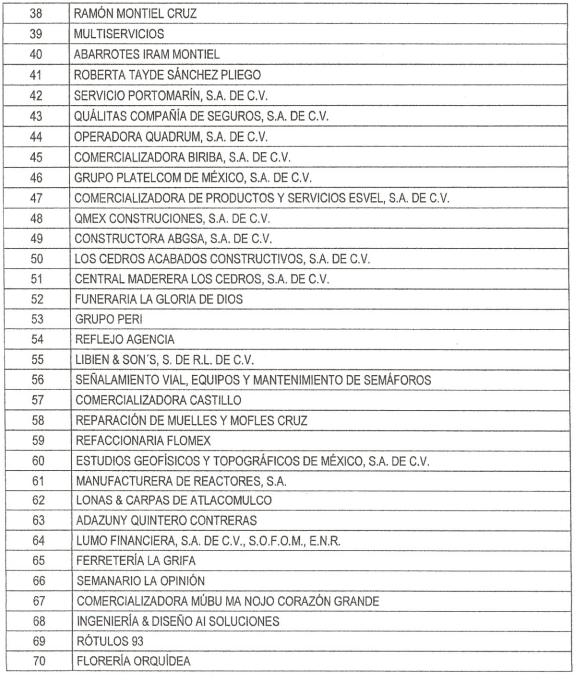 38 RAMÓN MONTIEL CRUZ
39 MULTISERVICIOS
40 ABARROTES IRAM MONTIEL
41 ROBERTA TAYDE SÁNCHEZ PLIEGO
42 SERVICIO PORTOMARÍN, S.A. DE C.V.
43 QUÁLITAS COMPAÑÍA DE SEGUROS, S.A. DE C.V.
44 OPERADORA QUADRUM, S.A. DE C.V.
45 COMERCIALIZADORA BIRIBA, S.A. DE C.V.
46 GRUPO PLATELCOM DE MÉXICO, S.A. DE C.V.
47 COMERCIALIZADORA DE PRODUCTOS Y SERVICIOS ESVEL, S.A. DE C.V.
48 QMEX CONSTRUCIONES, S.A. DE C.V.
49 CONSTRUCTORA ABGSA, S.A. DE C.V.
50 LOS CEDROS ACABADOS CONSTRUCTIVOS, S.A. DE C.V.
51 CENTRAL MADERERA LOS CEDROS, S.A. DE C.V.
52 FUNERARIA LA GLORIA DE DIOS
53 GRUPO PERI
54 REFLEJO AGENCIA
55 LIBIEN & SON´S, S. DE R.L. DE C.V.
56 SEÑALAMIENTO VIAL, EQUIPOS Y MANTENIMIENTO DE SEMÁFOROS
57 COMERCIALIZADORA CASTILLO
58 REPARACIÓN DE MUELLES Y MOFLES CRUZ
59 REFACCIONARIA FLOMEX
60 ESTUDIOS GEOFÍSICOS Y TOPOGRÁFICOS DE MÉXICO, S.A. DE C.V.
61 MANUFACTURERA DE REACTORES, S.A.
62 LONAS & CARPAS DE ATLACOMULCO
63 ADAZUNY QUINTERO CONTRERAS
64 LUMO FINANCIERA, S.A. DE C.V., S.O.F.O.M., E.N.R.
65 FERRETERÍA LA GRIFA
66 SEMANARIO LA OPINIÓN
67 COMERCIALIZADORA MÚBU MA NOJO CORAZÓN GRANDE
68 INGENIERÍA & DISEÑO AI SOLUCIONES
69 RÓTULOS 93
70 FLORERÍA ORQUÍDEA